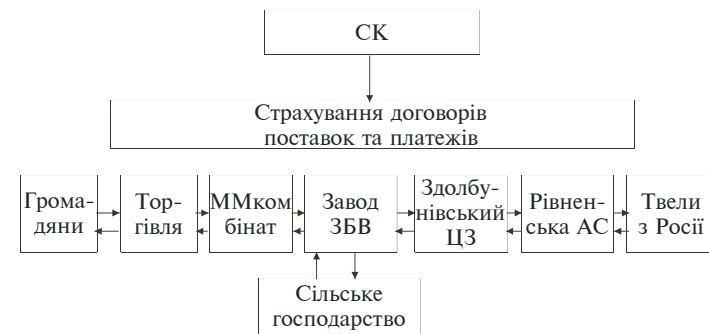 СК
Страхування договорів
поставок та платежів
Грома-
дяни
Тор-
гівля
ММком
бінат
Завод
ЗБВ
Здолбу-
нівський
ЦЗ
Рівнен-
ська АС
Твели
з Росії
Сільське
господарство